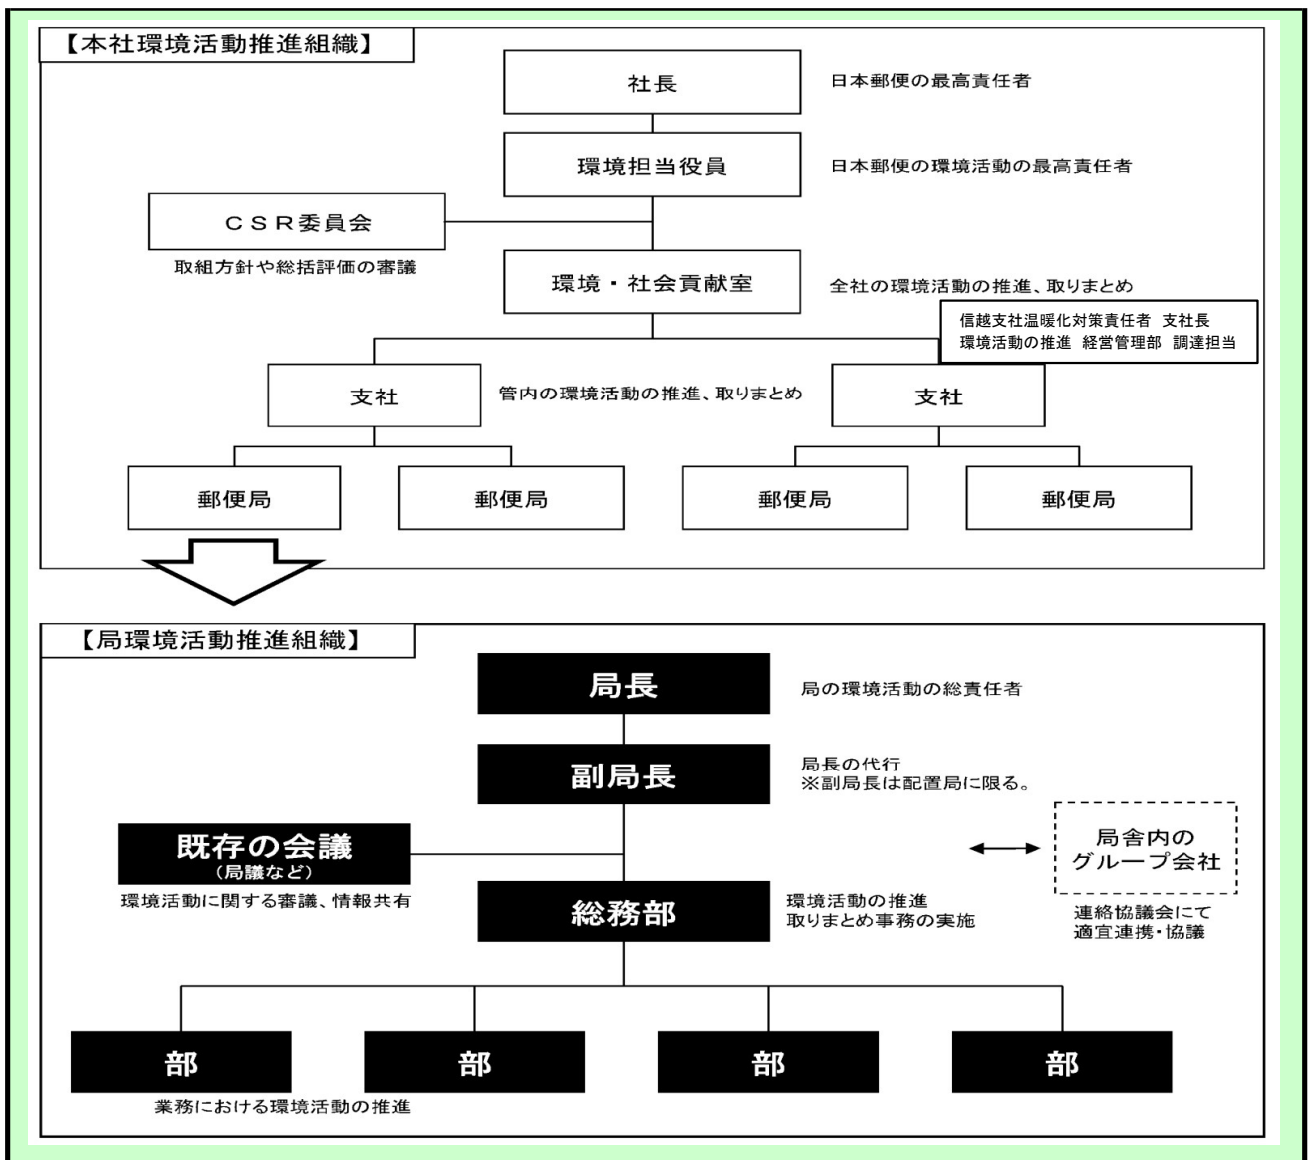 【本社環境活動推進組織】
社長
日本郵便の最高責任者
環境担当役員
日本郵便の環境活動の最高責任者
ＣＳＲ委員会
取組方針や総括評価の審議
環境・社会貢献室
全社の環境活動の推進、取りまとめ
信越支社温暖化対策責任者　支社長
環境活動の推進　経営管理部　調達担当
支社
管内の環境活動の推進、取りまとめ
支社
郵便局
郵便局
郵便局
郵便局
【局環境活動推進組織】
局長
局の環境活動の総責任者
副局長
局長の代行
※副局長は配置局に限る。
既存の会議
（局議など）
環境活動に関する審議、情報共有
局舎内の
グループ会社
連絡協議会にて
適宜連携・協議
総務部
環境活動の推進
取りまとめ事務の実施
部
部
部
部
業務における環境活動の推進